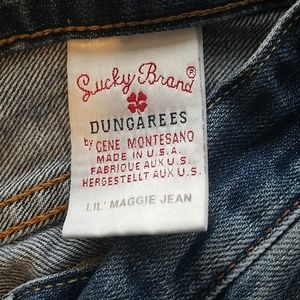 Lucky Brand®
DUNGAREES
by GENE MONTESANO
MADE IN U.S.A.
FABRIQUE AUX U.S.
HERGESTELLT AUX U.S.
LIL' MAGGIE JEAN